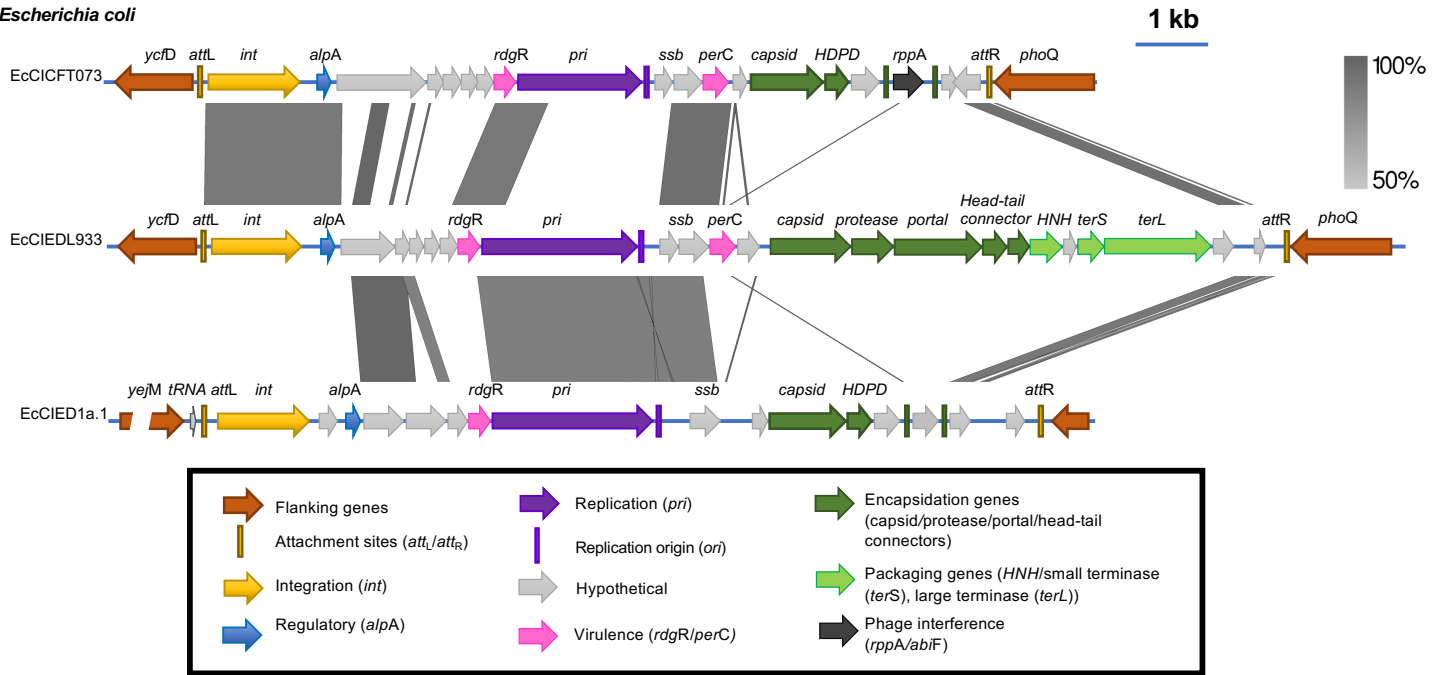 Escherichia coli
1 kb
ycfD attL int alpA rdgR pri ssb perC capsid HDPD rppA attR phoQ
EcCICFT073
100%
50%
ycfD attL int alpA rdgR pri ssb perC capsid protease portal Head-tail connector HNH terS terL attR phoQ
EcCIEDL933
yejM tRNA attL int alpA rdgR pri ssb capsid HDPD attR
EcCIED1a.1
Flanking genes
Attachment sites (attL/attR)
Integration (int)
Regulatory (alpA)
Replication (pri)
Replication origin (ori)
Hypothetical
Virulence (rdgR/perC)
Encapsidation genes
(capsid/protease/portal/head-tail
connectors)
Packaging genes (HNH/small terminase
(terS), large terminase (terL))
Phage interference
(rppA/abiF)